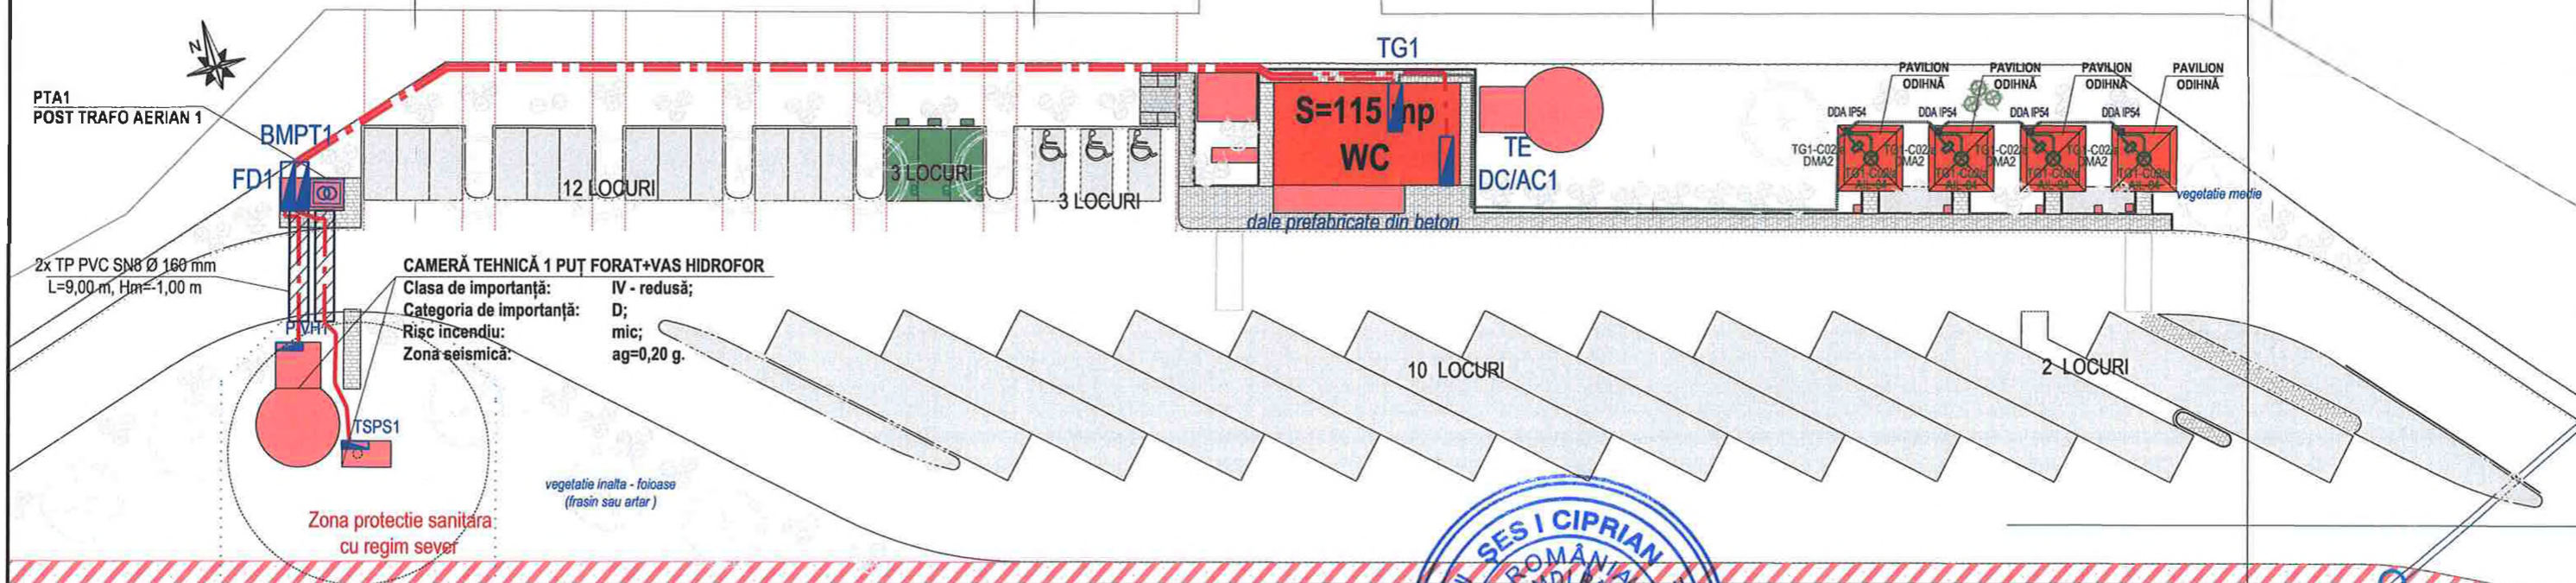 N
PTA1
POST TRAFO AERIAN 1
BMPT1
FD1
12 LOCURI
3 LOCURI
3 LOCURI
TG1
S=115 mp
WC
TE
DC/AC1
dale prefabricate din beton
PAVILION
ODIHNĂ
PAVILION
ODIHNĂ
PAVILION
ODIHNĂ
PAVILION
ODIHNĂ
DDA IP54
DDA IP54
DDA IP54
DDA IP54
TG1-C02
DMA2
vegetatie medie
2x TP PVC SN8 Ø 160 mm
L=9,00 m, Hm=-1,00 m
CAMERĂ TEHNICĂ 1 PUȚ FORAT+VAS HIDROFOR
Clasa de importanță: IV - redusă;
Categoria de importanță: D;
Risc incendiu: mic;
Zonă seismică: ag=0,20 g.
TSPS1
10 LOCURI
2 LOCURI
vegetatie inalta - foioase
(frasin sau artar )
Zona protectie sanitara
cu regim sever
CIPRIAN
ROMÂNIA